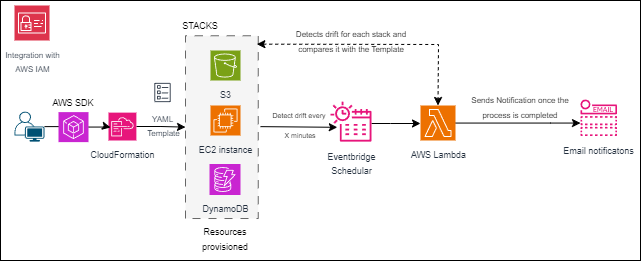 Integration with
AWS IAM
AWS SDK
CloudFormation
YAML
Template
STACKS
S3
EC2 instance
DynamoDB
Resources
provisioned
Detects drift for each stack and
compares it with the Template
Detect drift every
X minutes
Eventbridge
Schedular
AWS Lambda
Sends Notification once the
process is completed
EMAIL
Email notificatons